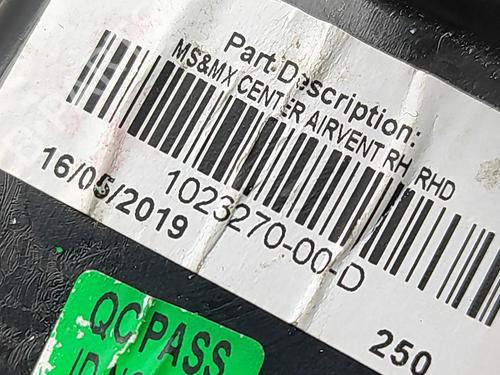 Part Description:
MS&MX CENTER AIRVENT RH, RHD
1023270-00-D
16/05/2019
250
QC PASS